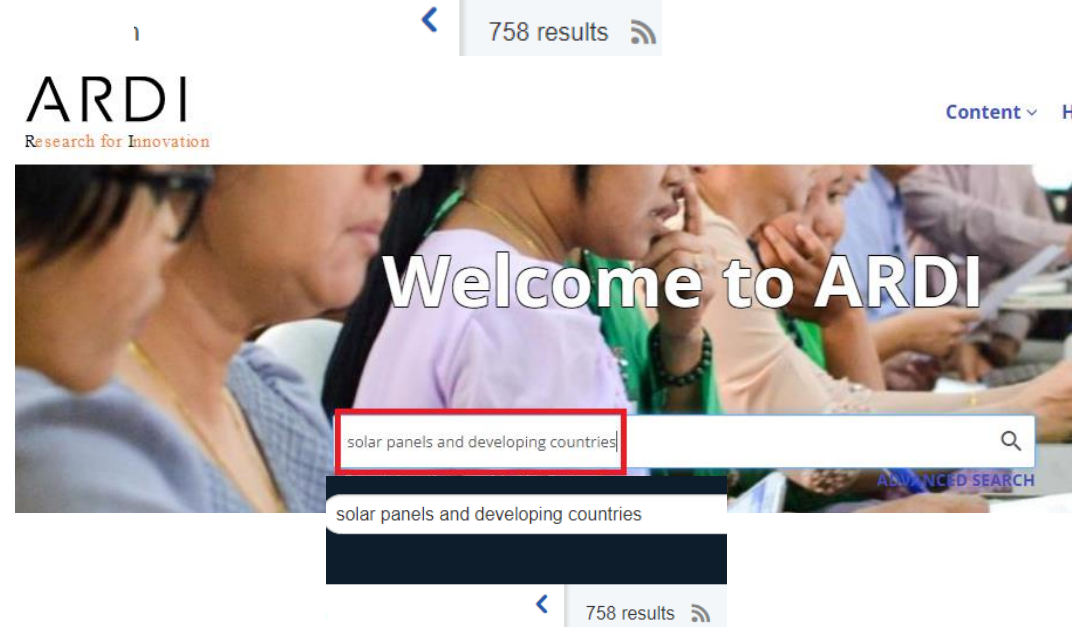 758 results
ARDI
Research for Innovation
Content
H
Welcome to ARDI
solar panels and developing countries
ADVANCED SEARCH
solar panels and developing countries
758 results